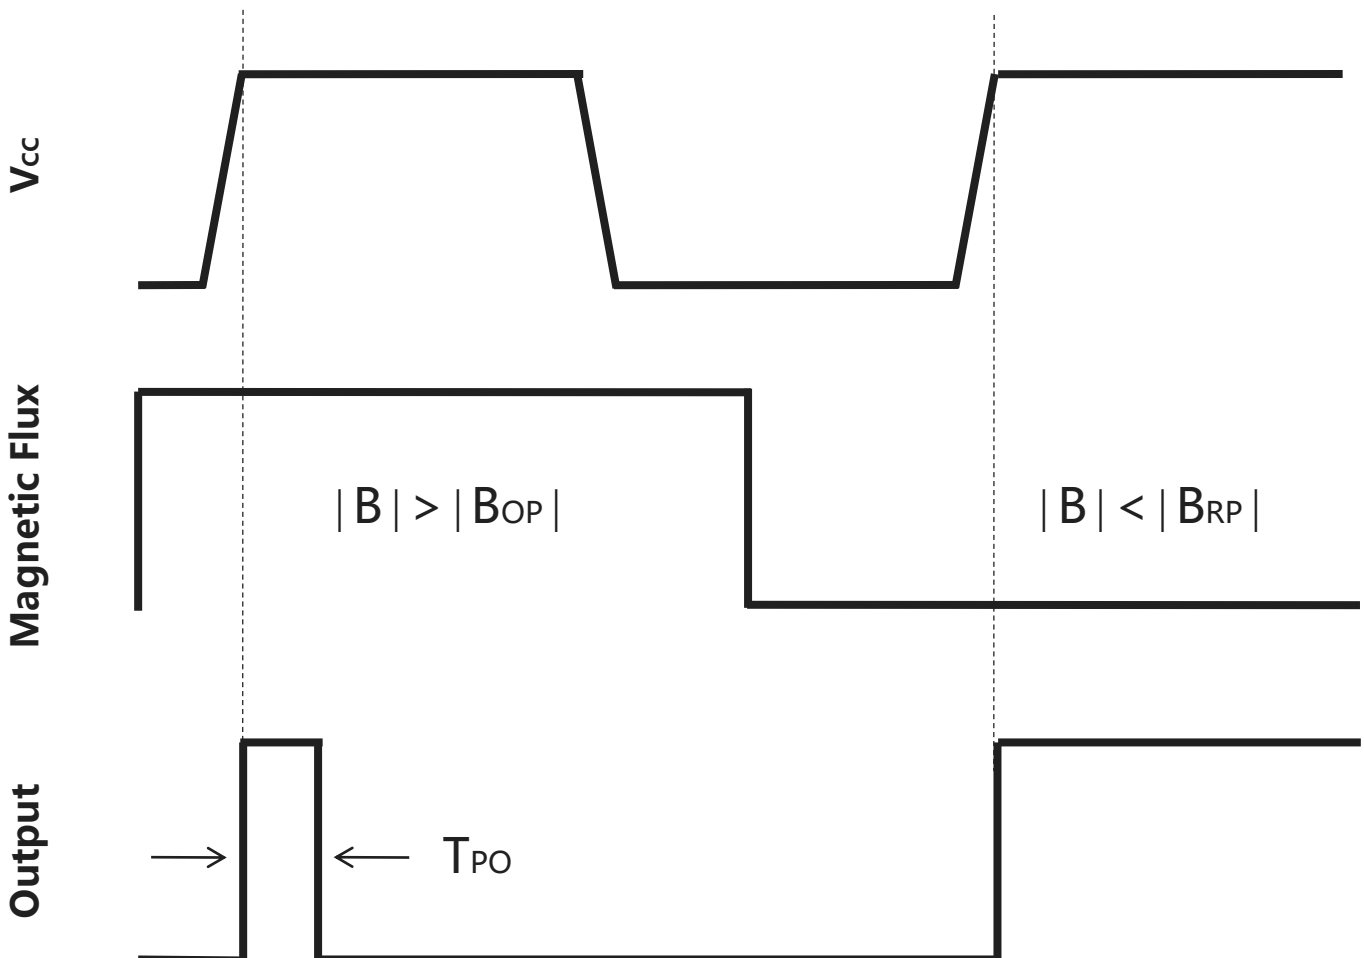 Vcc
Magnetic Flux
| B | > | BOP |
| B | < | BRP |
Output
TPO